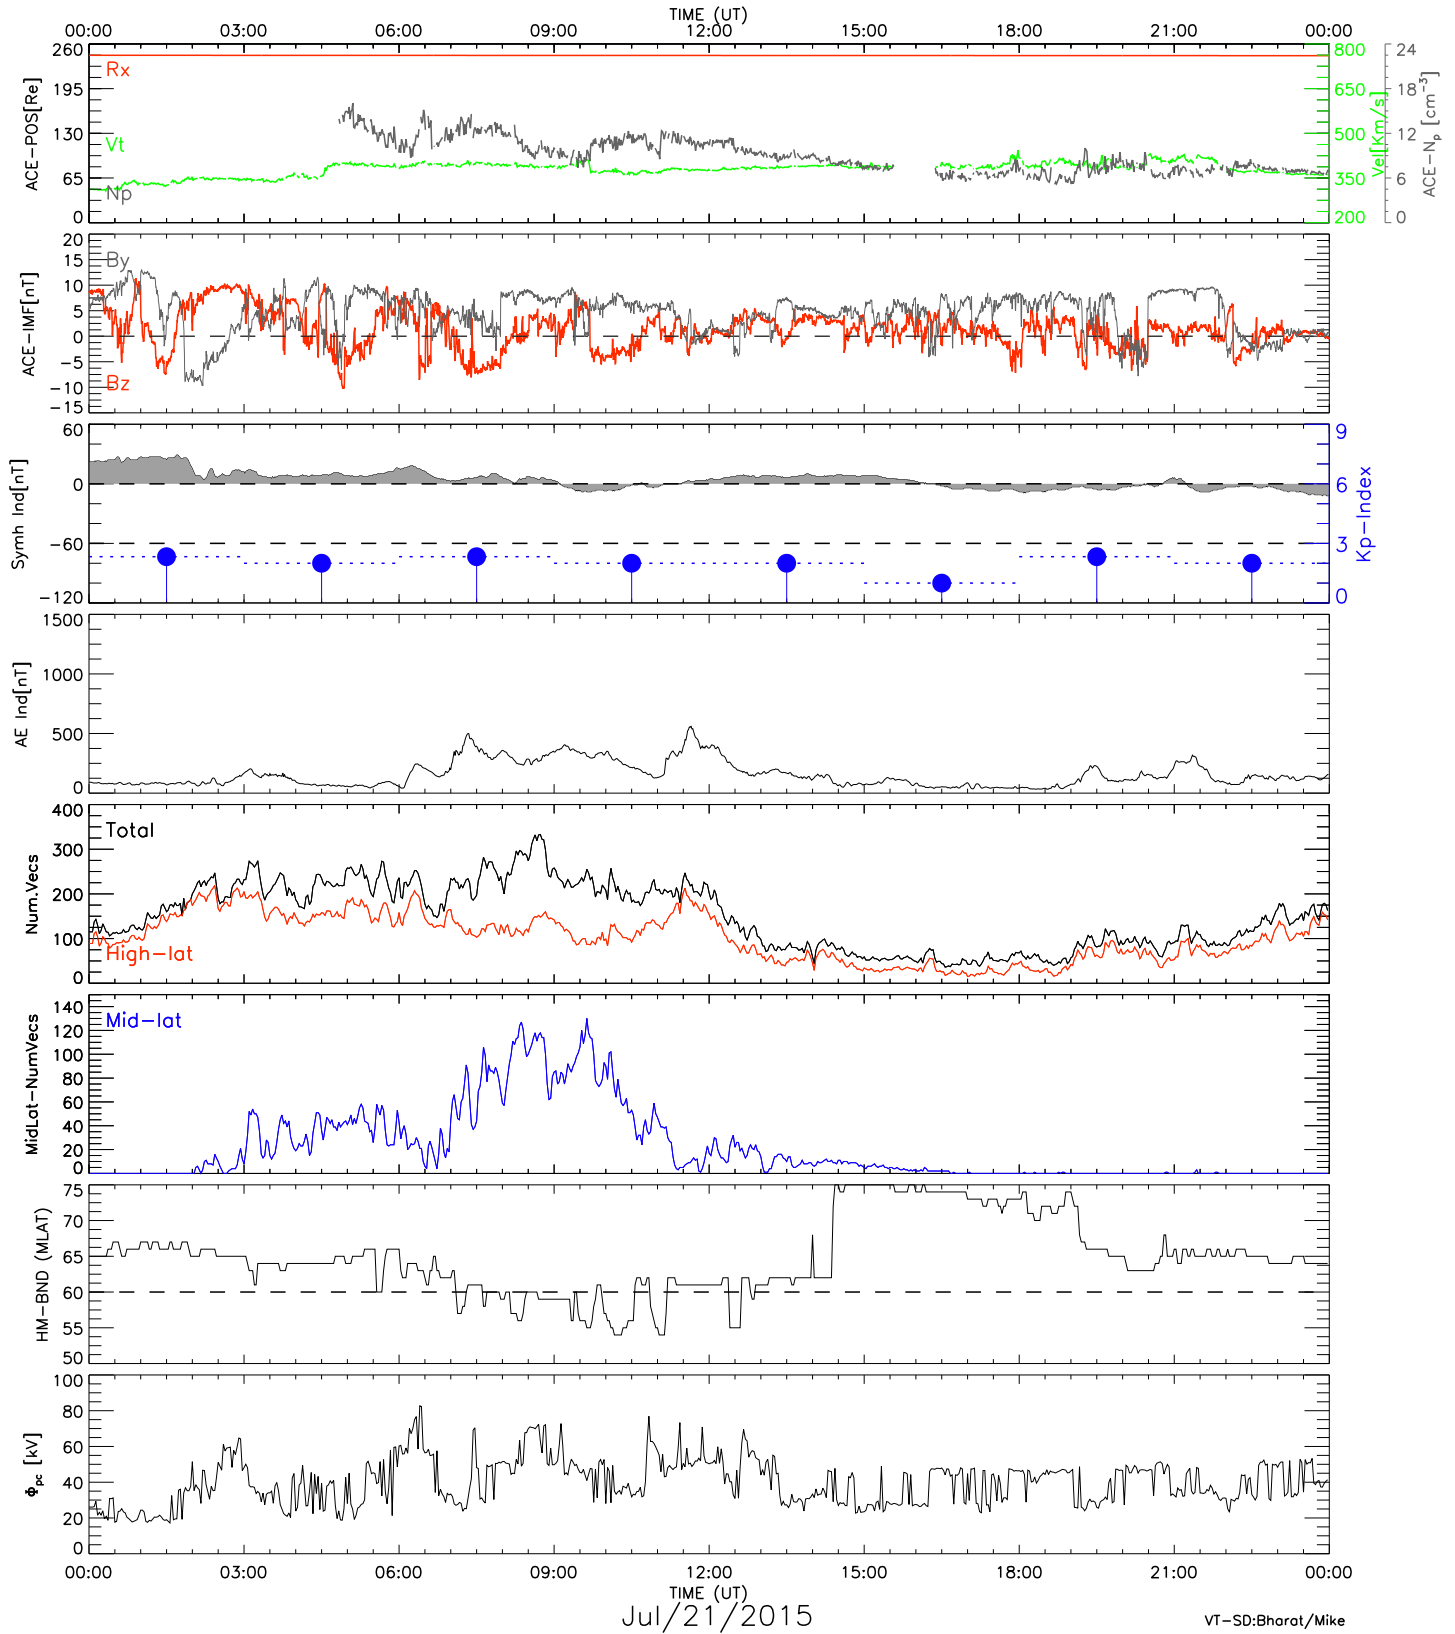 TIME (UT)
00:00 03:00 06:00 09:00 12:00 15:00 18:00 21:00 00:00
ACE-POS[Re]
260
195
130
65
0
Rx
Vt
Np
800
650
500
350
200
Vel[Km/s]
24
18
12
6
0
ACE-Np [cm-3]
ACE-IMF[nT]
20
15
10
5
0
-5
-10
-15
By
Bz
Symh Ind[nT]
60
0
-60
-120
9
6
3
0
Kp-Index
AE Ind[nT]
1500
1000
500
0
Num.Vecs
400
300
200
100
0
Total
High-lat
MidLat-NumVecs
140
120
100
80
60
40
20
0
Mid-lat
HM-BND (MLAT)
75
70
65
60
55
50
Φpc [kV]
100
80
60
40
20
0
00:00 03:00 06:00 09:00 12:00 15:00 18:00 21:00 00:00
TIME (UT)
Jul/21/2015
VT-SD:Bharat/Mike